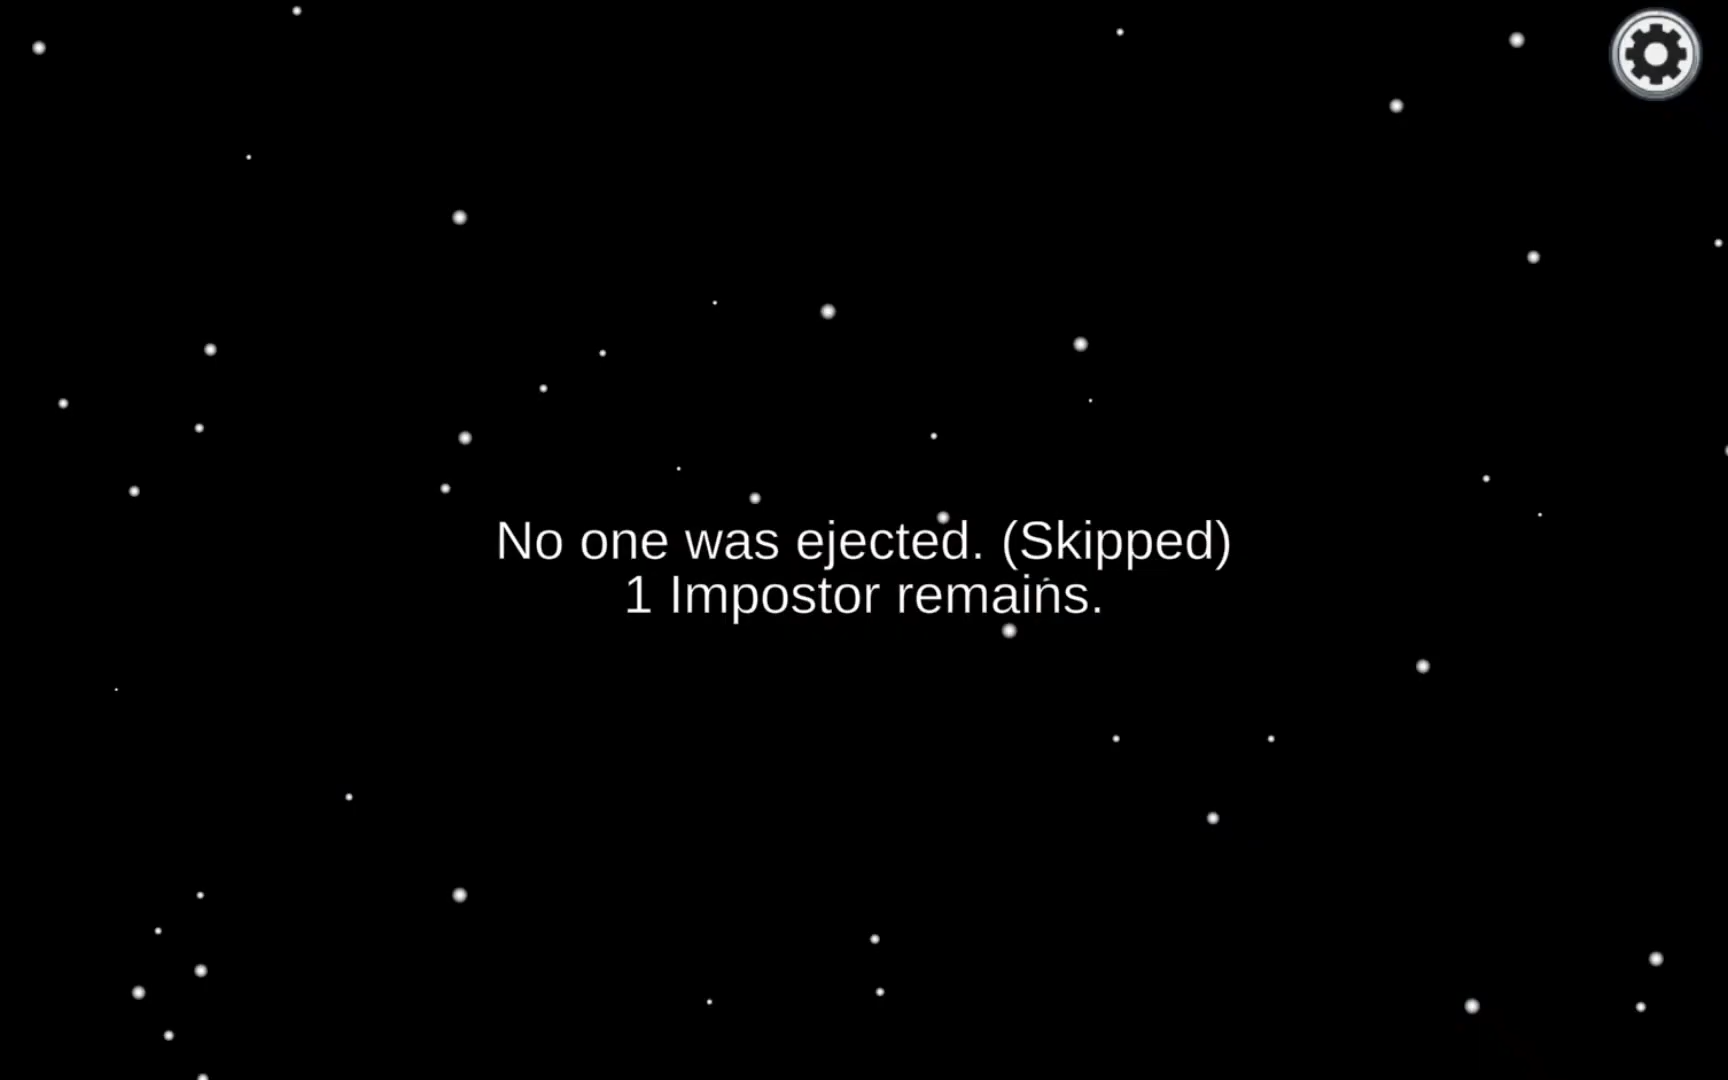 No one was ejected. (Skipped)
1 Impostor remains.